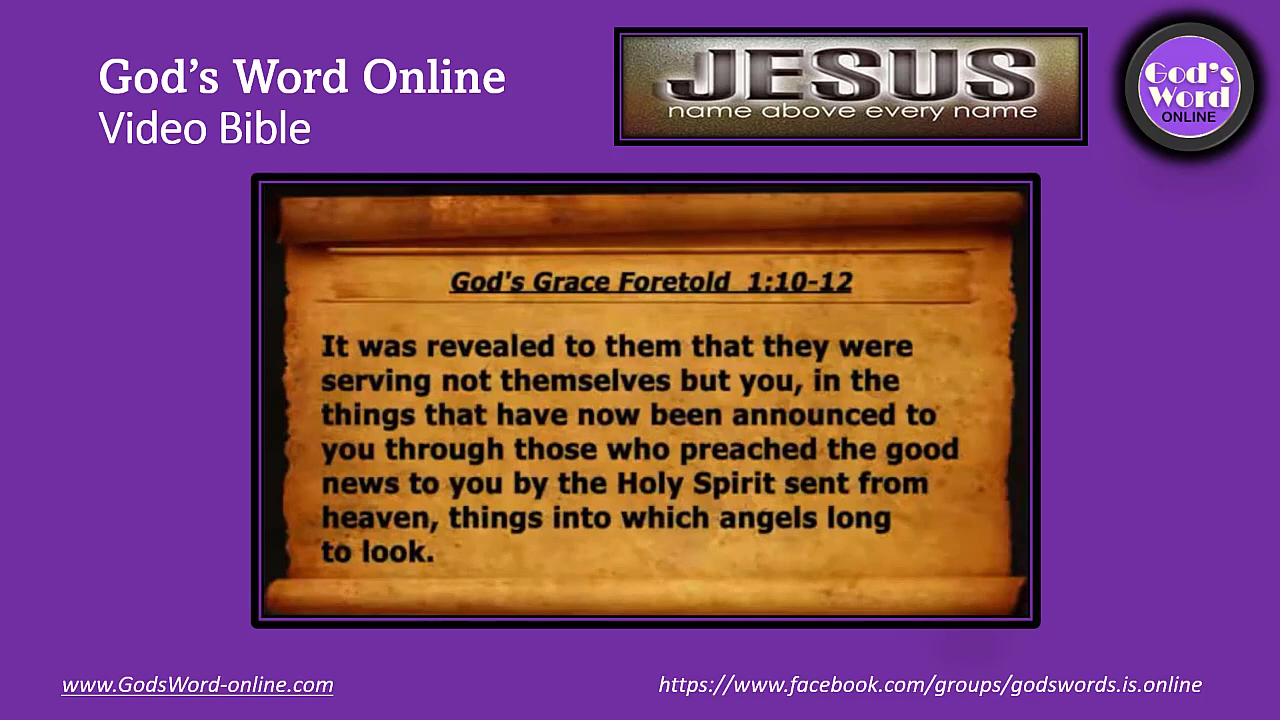 God's Word Online
Video Bible
JESUS
name above every name
God's
Word
ONLINE
God's Grace Foretold 1:10-12
It was revealed to them that they were
serving not themselves but you, in the
things that have now been announced to
you through those who preached the good
news to you by the Holy Spirit sent from
heaven, things into which angels long
to look.
www.GodsWord-online.com
https://www.facebook.com/groups/godswords.is.online